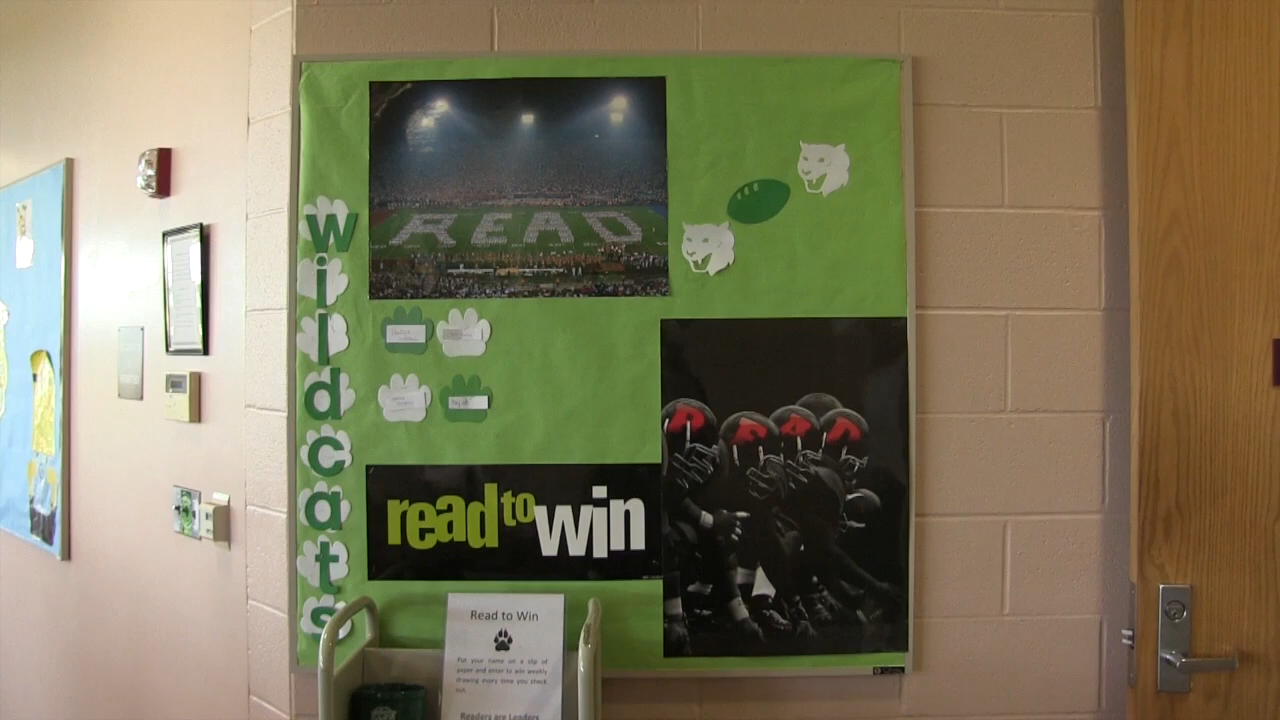 READ
wildcats
read to win
READ
Read to Win
Put your name on a slip of
paper and enter to win weekly
drawing every time you check
out.
Readers are Leaders